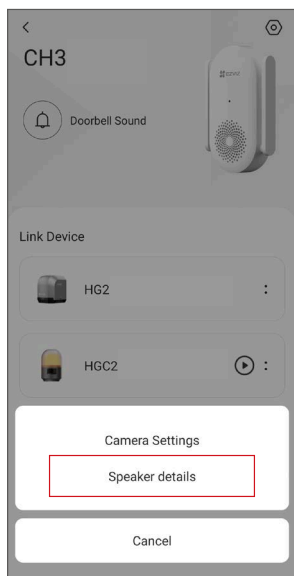 CH3
Doorbell Sound
Link Device
HG2
HGC2
Camera Settings
Speaker details
Cancel